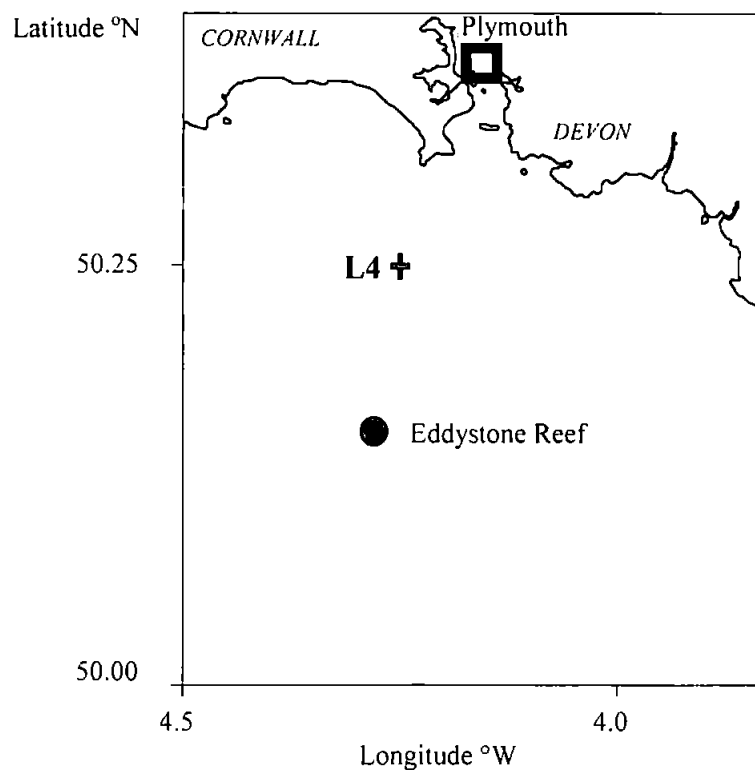 Latitude °N
CORNWALL
Plymouth
DEVON
50.25
L4
Eddystone Reef
50.00
4.5
4.0
Longitude °W